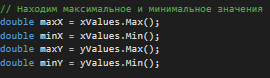 // Находим максимальное и минимальное значения
double maxX = xValues.Max();
double minX = xValues.Min();
double maxY = yValues.Max();
double minY = yValues.Min();